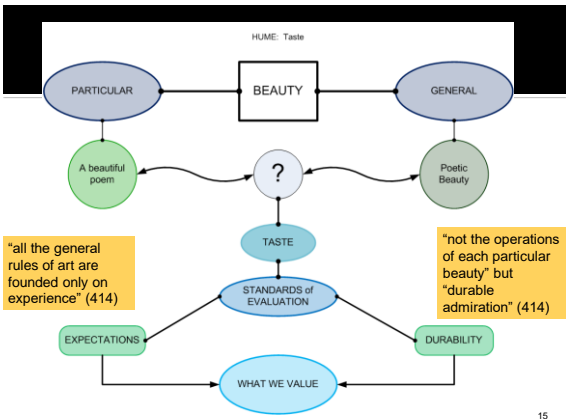 HUME: Taste
PARTICULAR
BEAUTY
GENERAL
A beautiful
poem
?
Poetic
Beauty
TASTE
"all the general
rules of art are
founded only on
experience" (414)
"not the operations
of each particular
beauty" but
"durable
admiration" (414)
STANDARDS of
EVALUATION
EXPECTATIONS
DURABILITY
WHAT WE VALUE
15